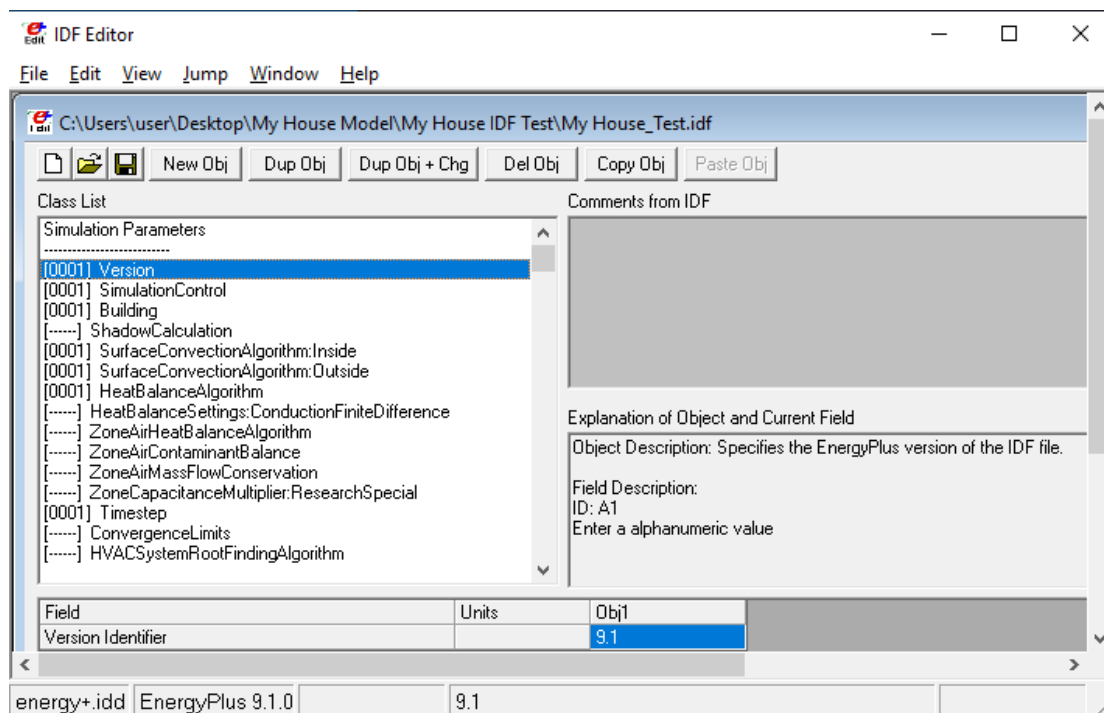 IDF Editor
File Edit View Jump Window Help
C:\Users\user\Desktop\My House Model\My House IDF Test\My House_Test.idf
New Obj Dup Obj Dup Obj + Chg Del Obj Copy Obj Paste Obj
Class List
Simulation Parameters
--------------------------
[0001] Version
[0001] SimulationControl
[0001] Building
[------] ShadowCalculation
[0001] SurfaceConvectionAlgorithm:Inside
[0001] SurfaceConvectionAlgorithm:Outside
[0001] HeatBalanceAlgorithm
[------] HeatBalanceSettings:ConductionFiniteDifference
[------] ZoneAirHeatBalanceAlgorithm
[------] ZoneAirContaminantBalance
[------] ZoneAirMassFlowConservation
[------] ZoneCapacitanceMultiplier:ResearchSpecial
[0001] Timestep
[------] ConvergenceLimits
[------] HVACSystemRootFindingAlgorithm
Comments from IDF
Explanation of Object and Current Field
Object Description: Specifies the EnergyPlus version of the IDF file.
Field Description:
ID: A1
Enter a alphanumeric value
Field Units Obj1
Version Identifier 9.1
energy+.idd EnergyPlus 9.1.0 9.1